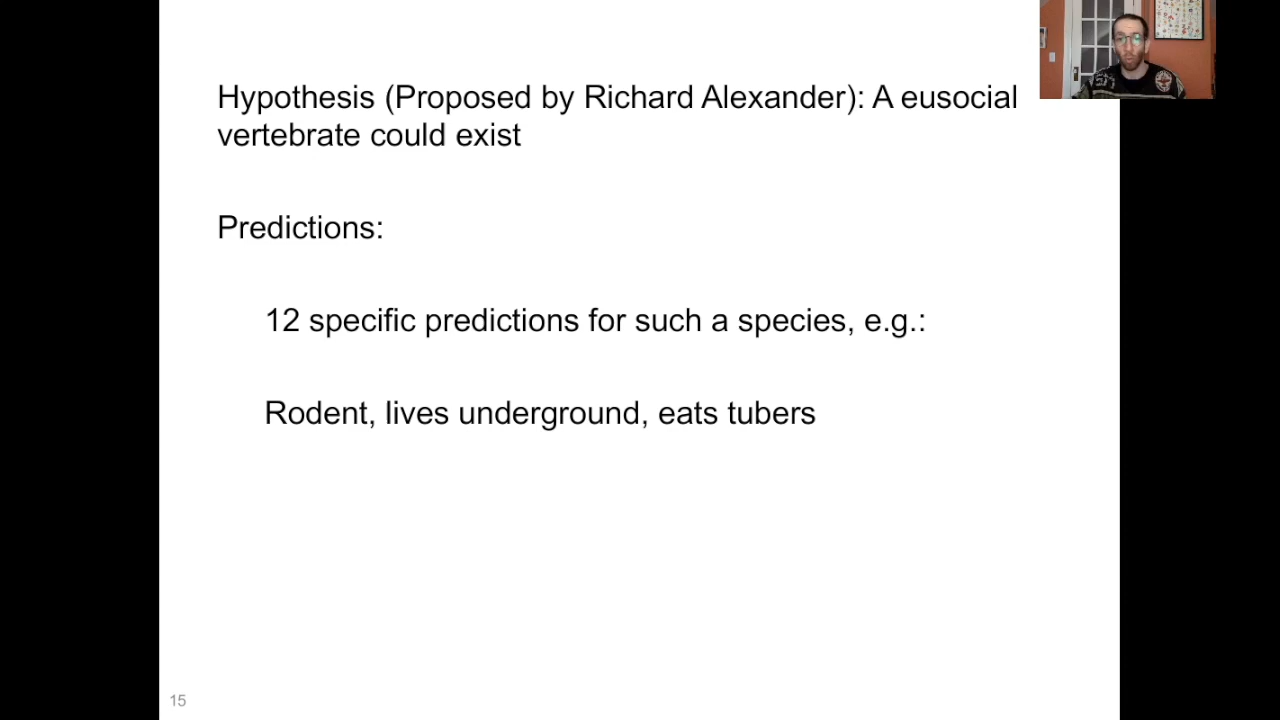 Hypothesis (Proposed by Richard Alexander): A eusocial
vertebrate could exist
Predictions:
12 specific predictions for such a species, e.g.:
Rodent, lives underground, eats tubers
15